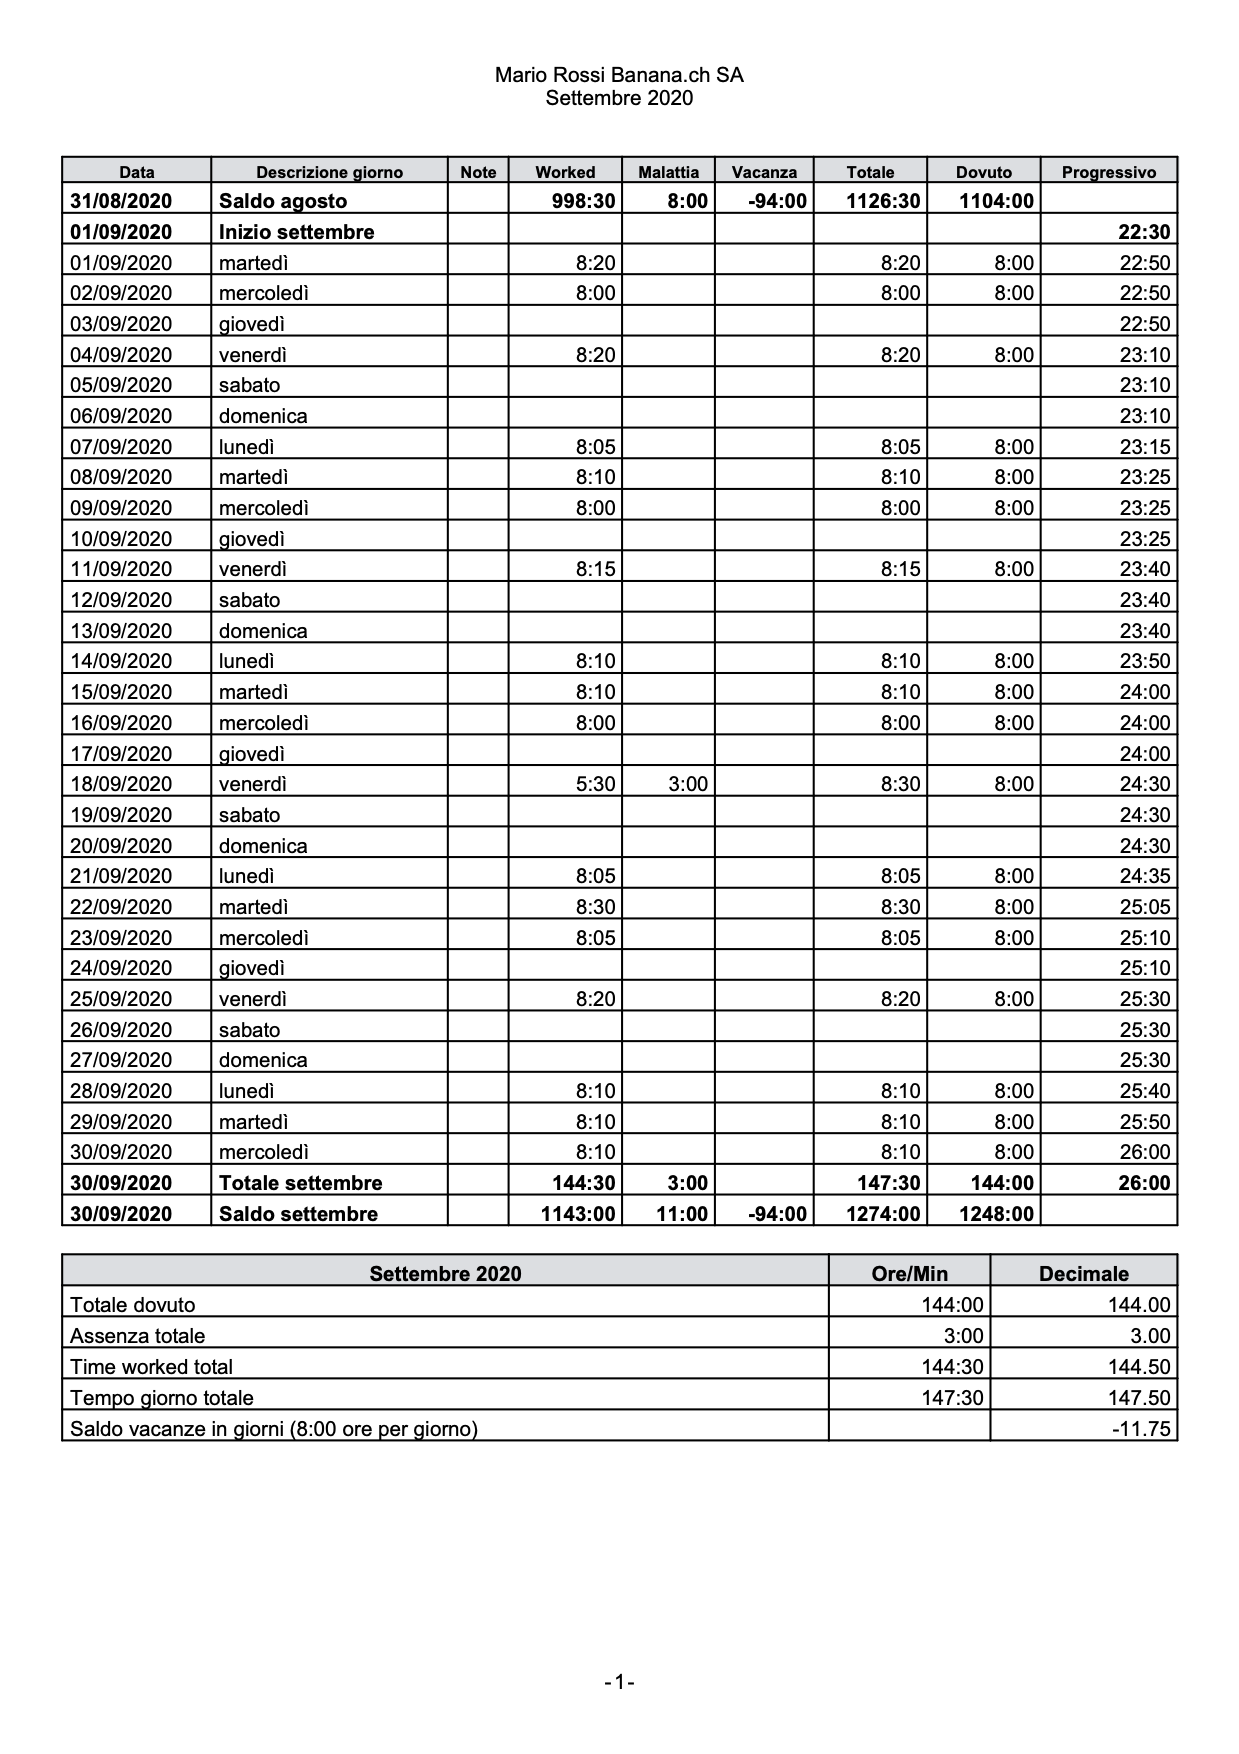 Mario Rossi Banana.ch SA
Settembre 2020
Data Descrizione giorno Note Worked Malattia Vacanza Totale Dovuto Progressivo
31/08/2020 Saldo agosto 998:30 8:00 -94:00 1126:30 1104:00
01/09/2020 Inizio settembre 22:30
01/09/2020 martedì 8:20 8:20 8:00 22:50
02/09/2020 mercoledì 8:00 8:00 8:00 22:50
03/09/2020 giovedì 22:50
04/09/2020 venerdì 8:20 8:20 8:00 23:10
05/09/2020 sabato 23:10
06/09/2020 domenica 23:10
07/09/2020 lunedì 8:05 8:05 8:00 23:15
08/09/2020 martedì 8:10 8:10 8:00 23:25
09/09/2020 mercoledì 8:00 8:00 8:00 23:25
10/09/2020 giovedì 23:25
11/09/2020 venerdì 8:15 8:15 8:00 23:40
12/09/2020 sabato 23:40
13/09/2020 domenica 23:40
14/09/2020 lunedì 8:10 8:10 8:00 23:50
15/09/2020 martedì 8:10 8:10 8:00 24:00
16/09/2020 mercoledì 8:00 8:00 8:00 24:00
17/09/2020 giovedì 24:00
18/09/2020 venerdì 5:30 3:00 8:30 8:00 24:30
19/09/2020 sabato 24:30
20/09/2020 domenica 24:30
21/09/2020 lunedì 8:05 8:05 8:00 24:35
22/09/2020 martedì 8:30 8:30 8:00 25:05
23/09/2020 mercoledì 8:05 8:05 8:00 25:10
24/09/2020 giovedì 25:10
25/09/2020 venerdì 8:20 8:20 8:00 25:30
26/09/2020 sabato 25:30
27/09/2020 domenica 25:30
28/09/2020 lunedì 8:10 8:10 8:00 25:40
29/09/2020 martedì 8:10 8:10 8:00 25:50
30/09/2020 mercoledì 8:10 8:10 8:00 26:00
30/09/2020 Totale settembre 144:30 3:00 147:30 144:00 26:00
30/09/2020 Saldo settembre 1143:00 11:00 -94:00 1274:00 1248:00
Settembre 2020 Ore/Min Decimale
Totale dovuto 144:00 144.00
Assenza totale 3:00 3.00
Time worked total 144:30 144.50
Tempo giorno totale 147:30 147.50
Saldo vacanze in giorni (8:00 ore per giorno) -11.75
-1-